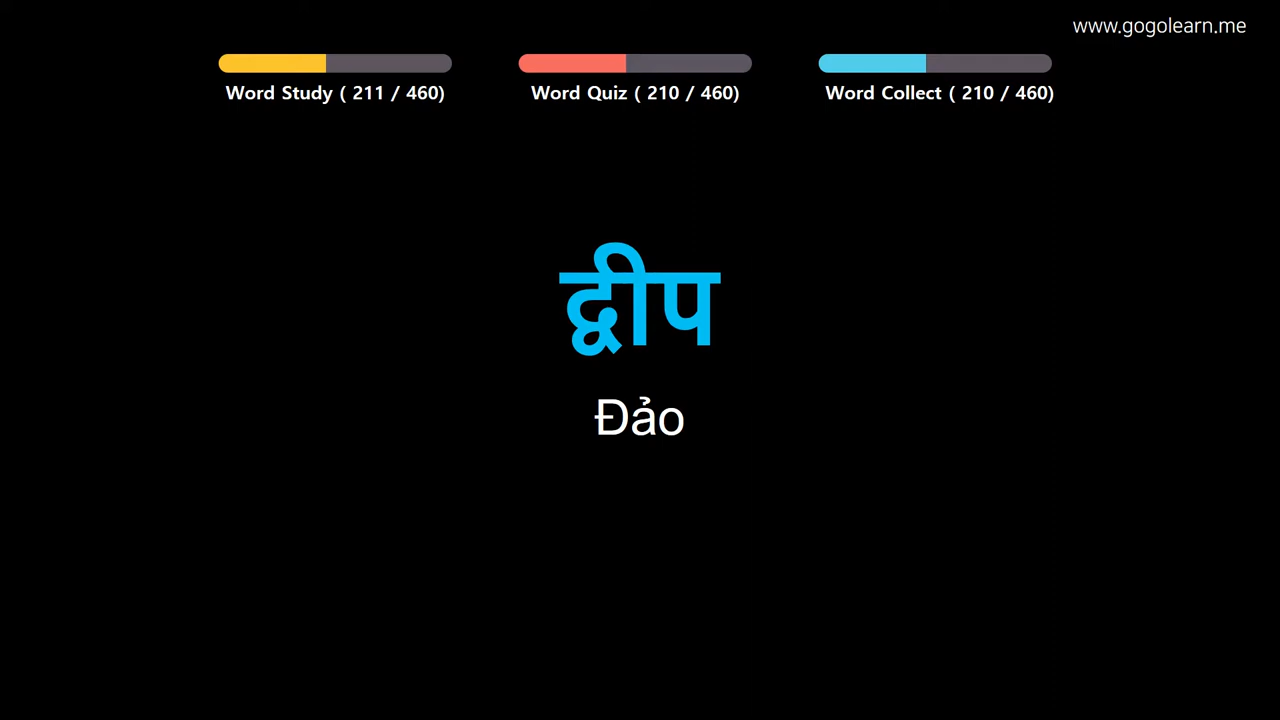 www.gogolearn.me
Word Study ( 211 / 460)
Word Quiz ( 210 / 460)
Word Collect ( 210 / 460)
द्वीप
Đảo